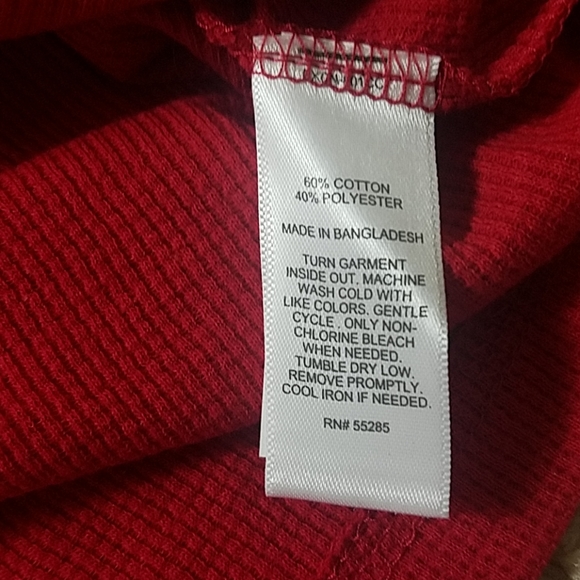 60% COTTON
40% POLYESTER
MADE IN BANGLADESH
TURN GARMENT
INSIDE OUT. MACHINE
WASH COLD WITH
LIKE COLORS. GENTLE
CYCLE . ONLY NON-
CHLORINE BLEACH
WHEN NEEDED.
TUMBLE DRY LOW.
REMOVE PROMPTLY.
COOL IRON IF NEEDED.
RN# 55285